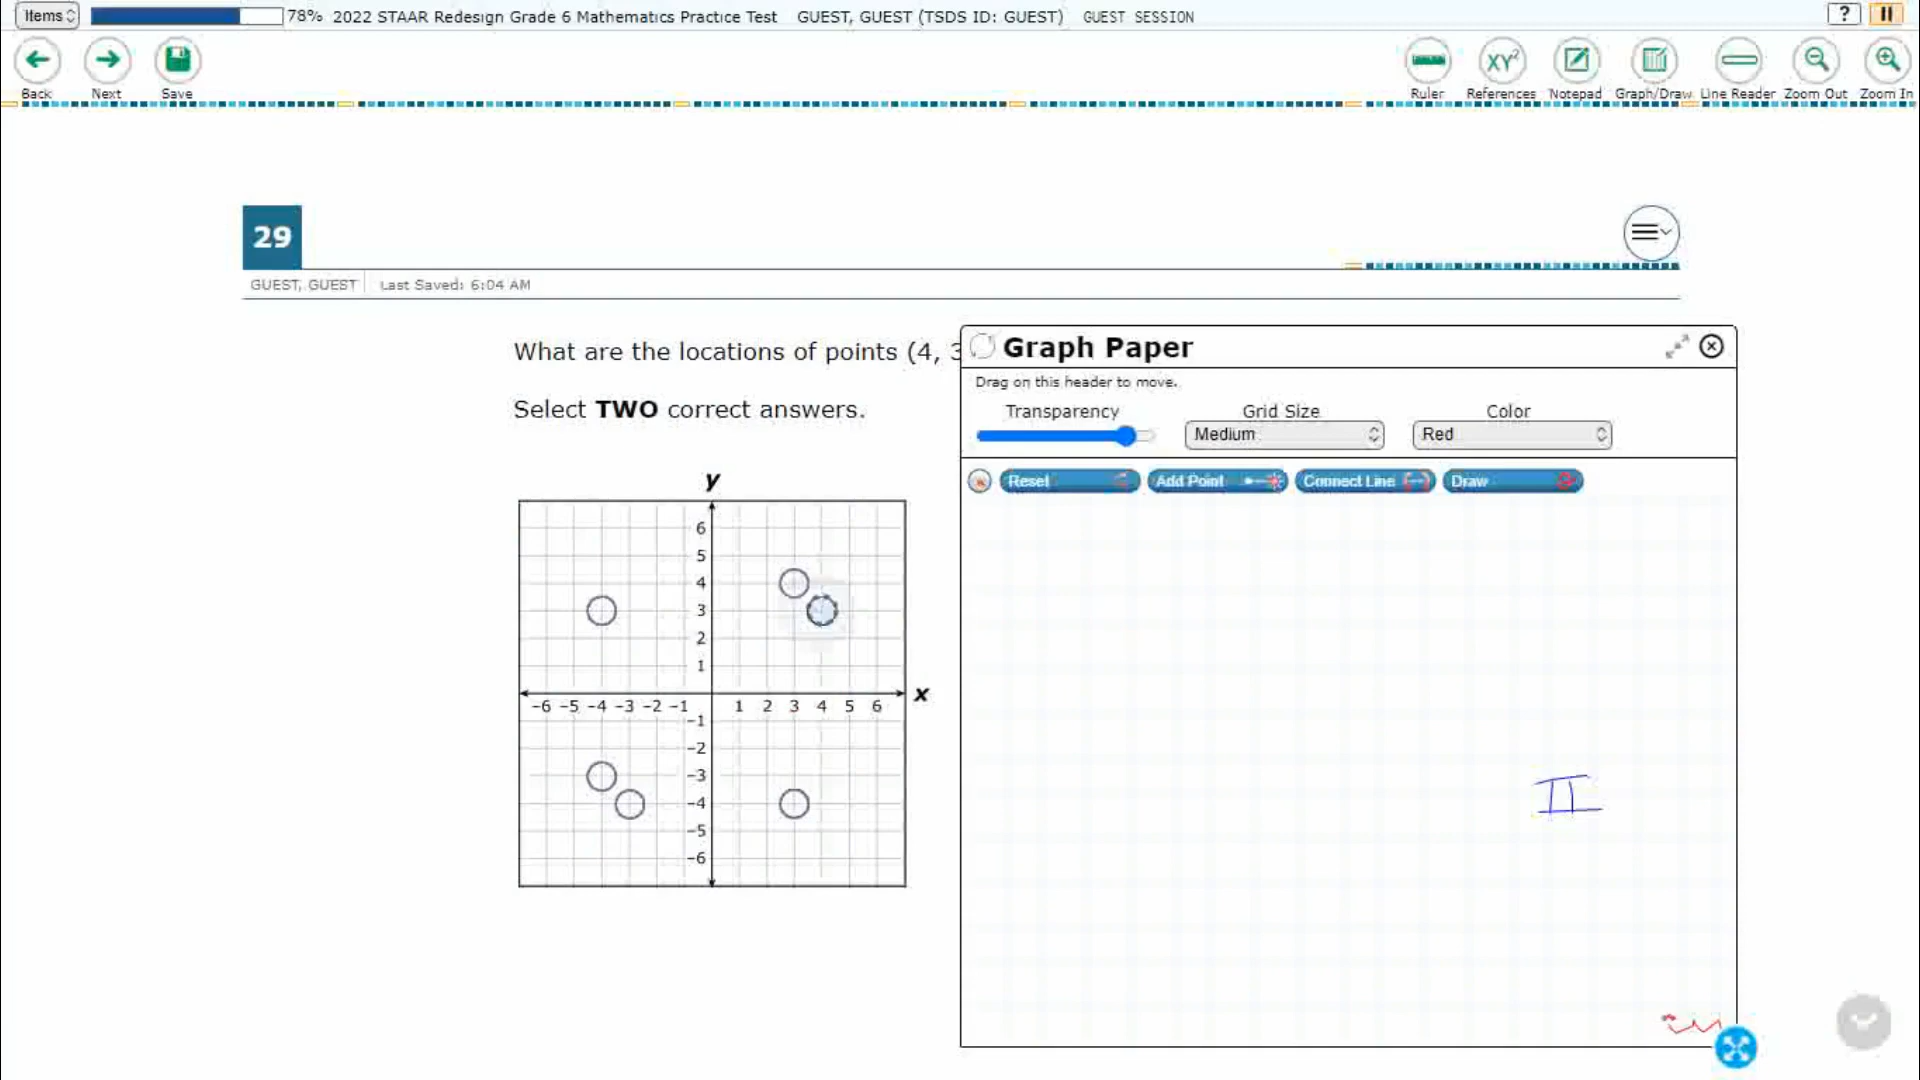 Items 78% 2022 STAAR Redesign Grade 6 Mathematics Practice Test GUEST, GUEST (TSDS ID: GUEST) GUEST SESSION ?
Back Next Save Ruler XY² References Notepad Graph/Draw Line Reader Zoom Out Zoom In
29
GUEST, GUEST Last Saved: 6:04 AM
What are the locations of points (4, 3
Select TWO correct answers.
Graph Paper
Drag on this header to move.
Transparency Grid Size Color
Medium Red
Reset Add Point Connect Line Draw
y
6
5
4
3
2
1
x
-6 -5 -4 -3 -2 -1 1 2 3 4 5 6
-1
-2
-3
-4
-5
-6
II